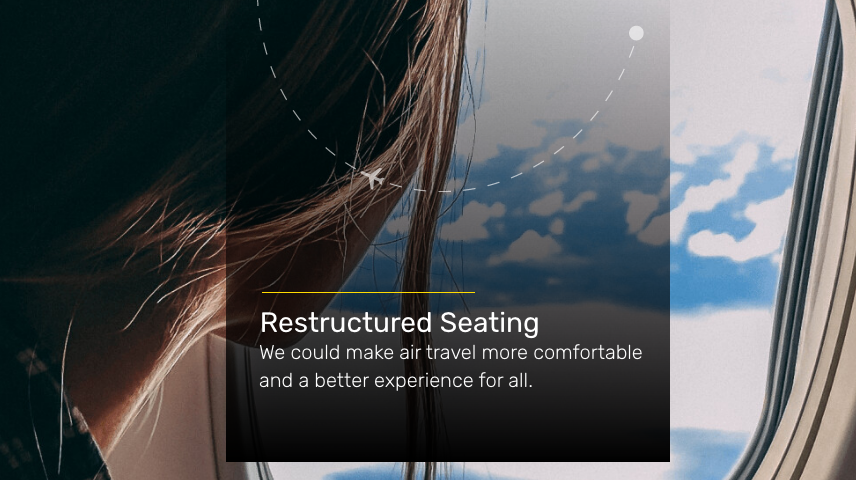 Restructured Seating
We could make air travel more comfortable
and a better experience for all.